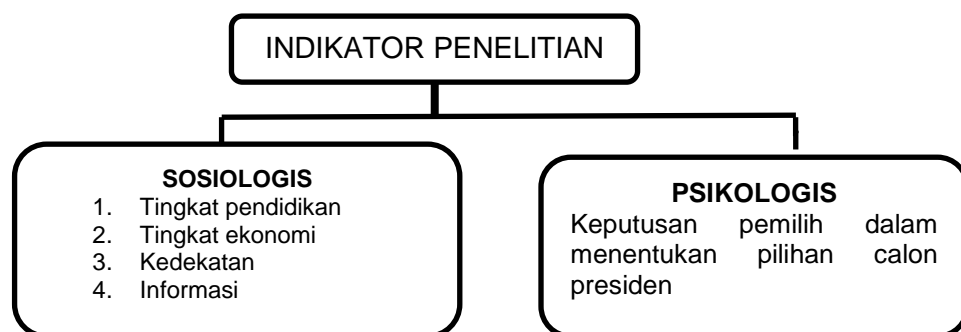 INDIKATOR PENELITIAN
SOSIOLOGIS
1. Tingkat pendidikan
2. Tingkat ekonomi
3. Kedekatan
4. Informasi
PSIKOLOGIS
Keputusan pemilih dalam
menentukan pilihan calon
presiden